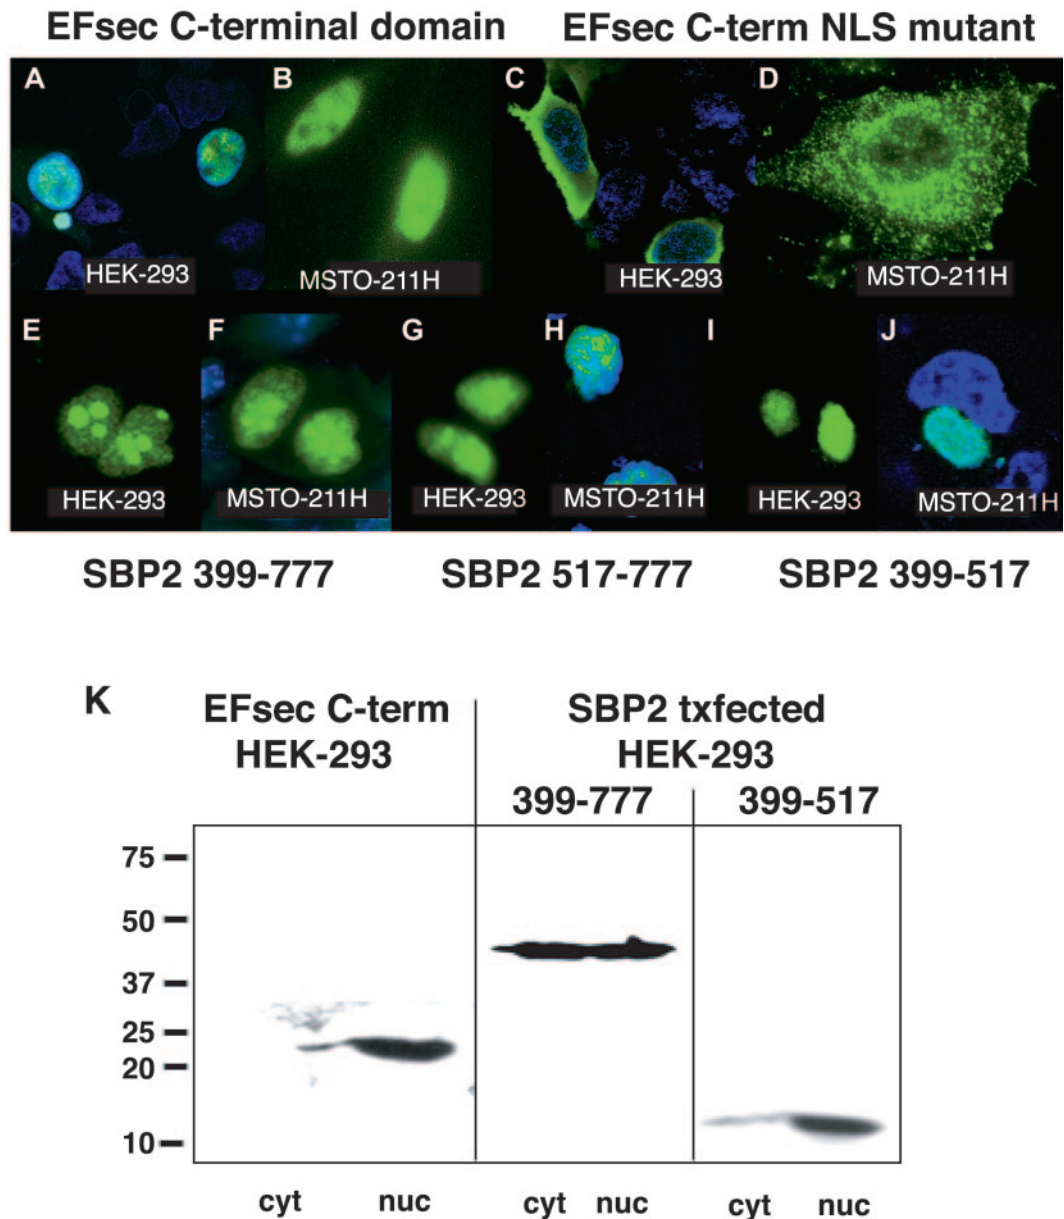 EFsec C-terminal domain EFsec C-term NLS mutant
A B C D
HEK-293 MSTO-211H HEK-293 MSTO-211H
E F G H I J
HEK-293 MSTO-211H HEK-293 MSTO-211H HEK-293 MSTO-211H
SBP2 399-777 SBP2 517-777 SBP2 399-517
K EFsec C-term SBP2 txfected
HEK-293 HEK-293
399-777 399-517
75
50
37
25
20
10
cyt nuc cyt nuc cyt nuc